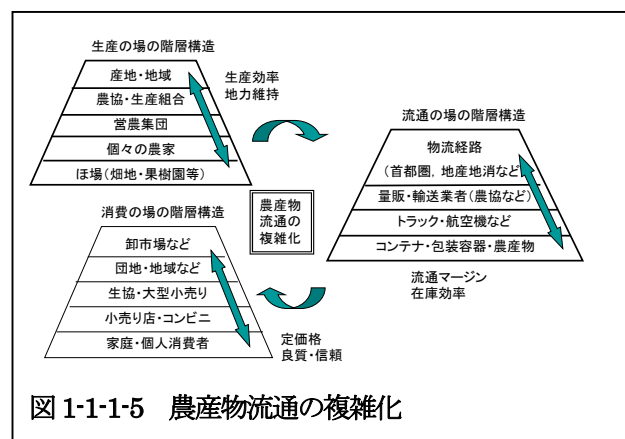 生産の場の階層構造
産地・地域
農協・生産組合
営農集団
個々の農家
ほ場(畑地・果樹園等)
生産効率
地力維持
流通の場の階層構造
物流経路
(首都圏，地産地消など)
量販・輸送業者(農協など)
トラック・航空機など
コンテナ・包装容器・農産物
流通マージン
在庫効率
農産物
流通の
複雑化
消費の場の階層構造
卸市場など
団地・地域など
生協・大型小売り
小売り店・コンビニ
家庭・個人消費者
定価格
良質・信頼
図 1-1-1-5 農産物流通の複雑化